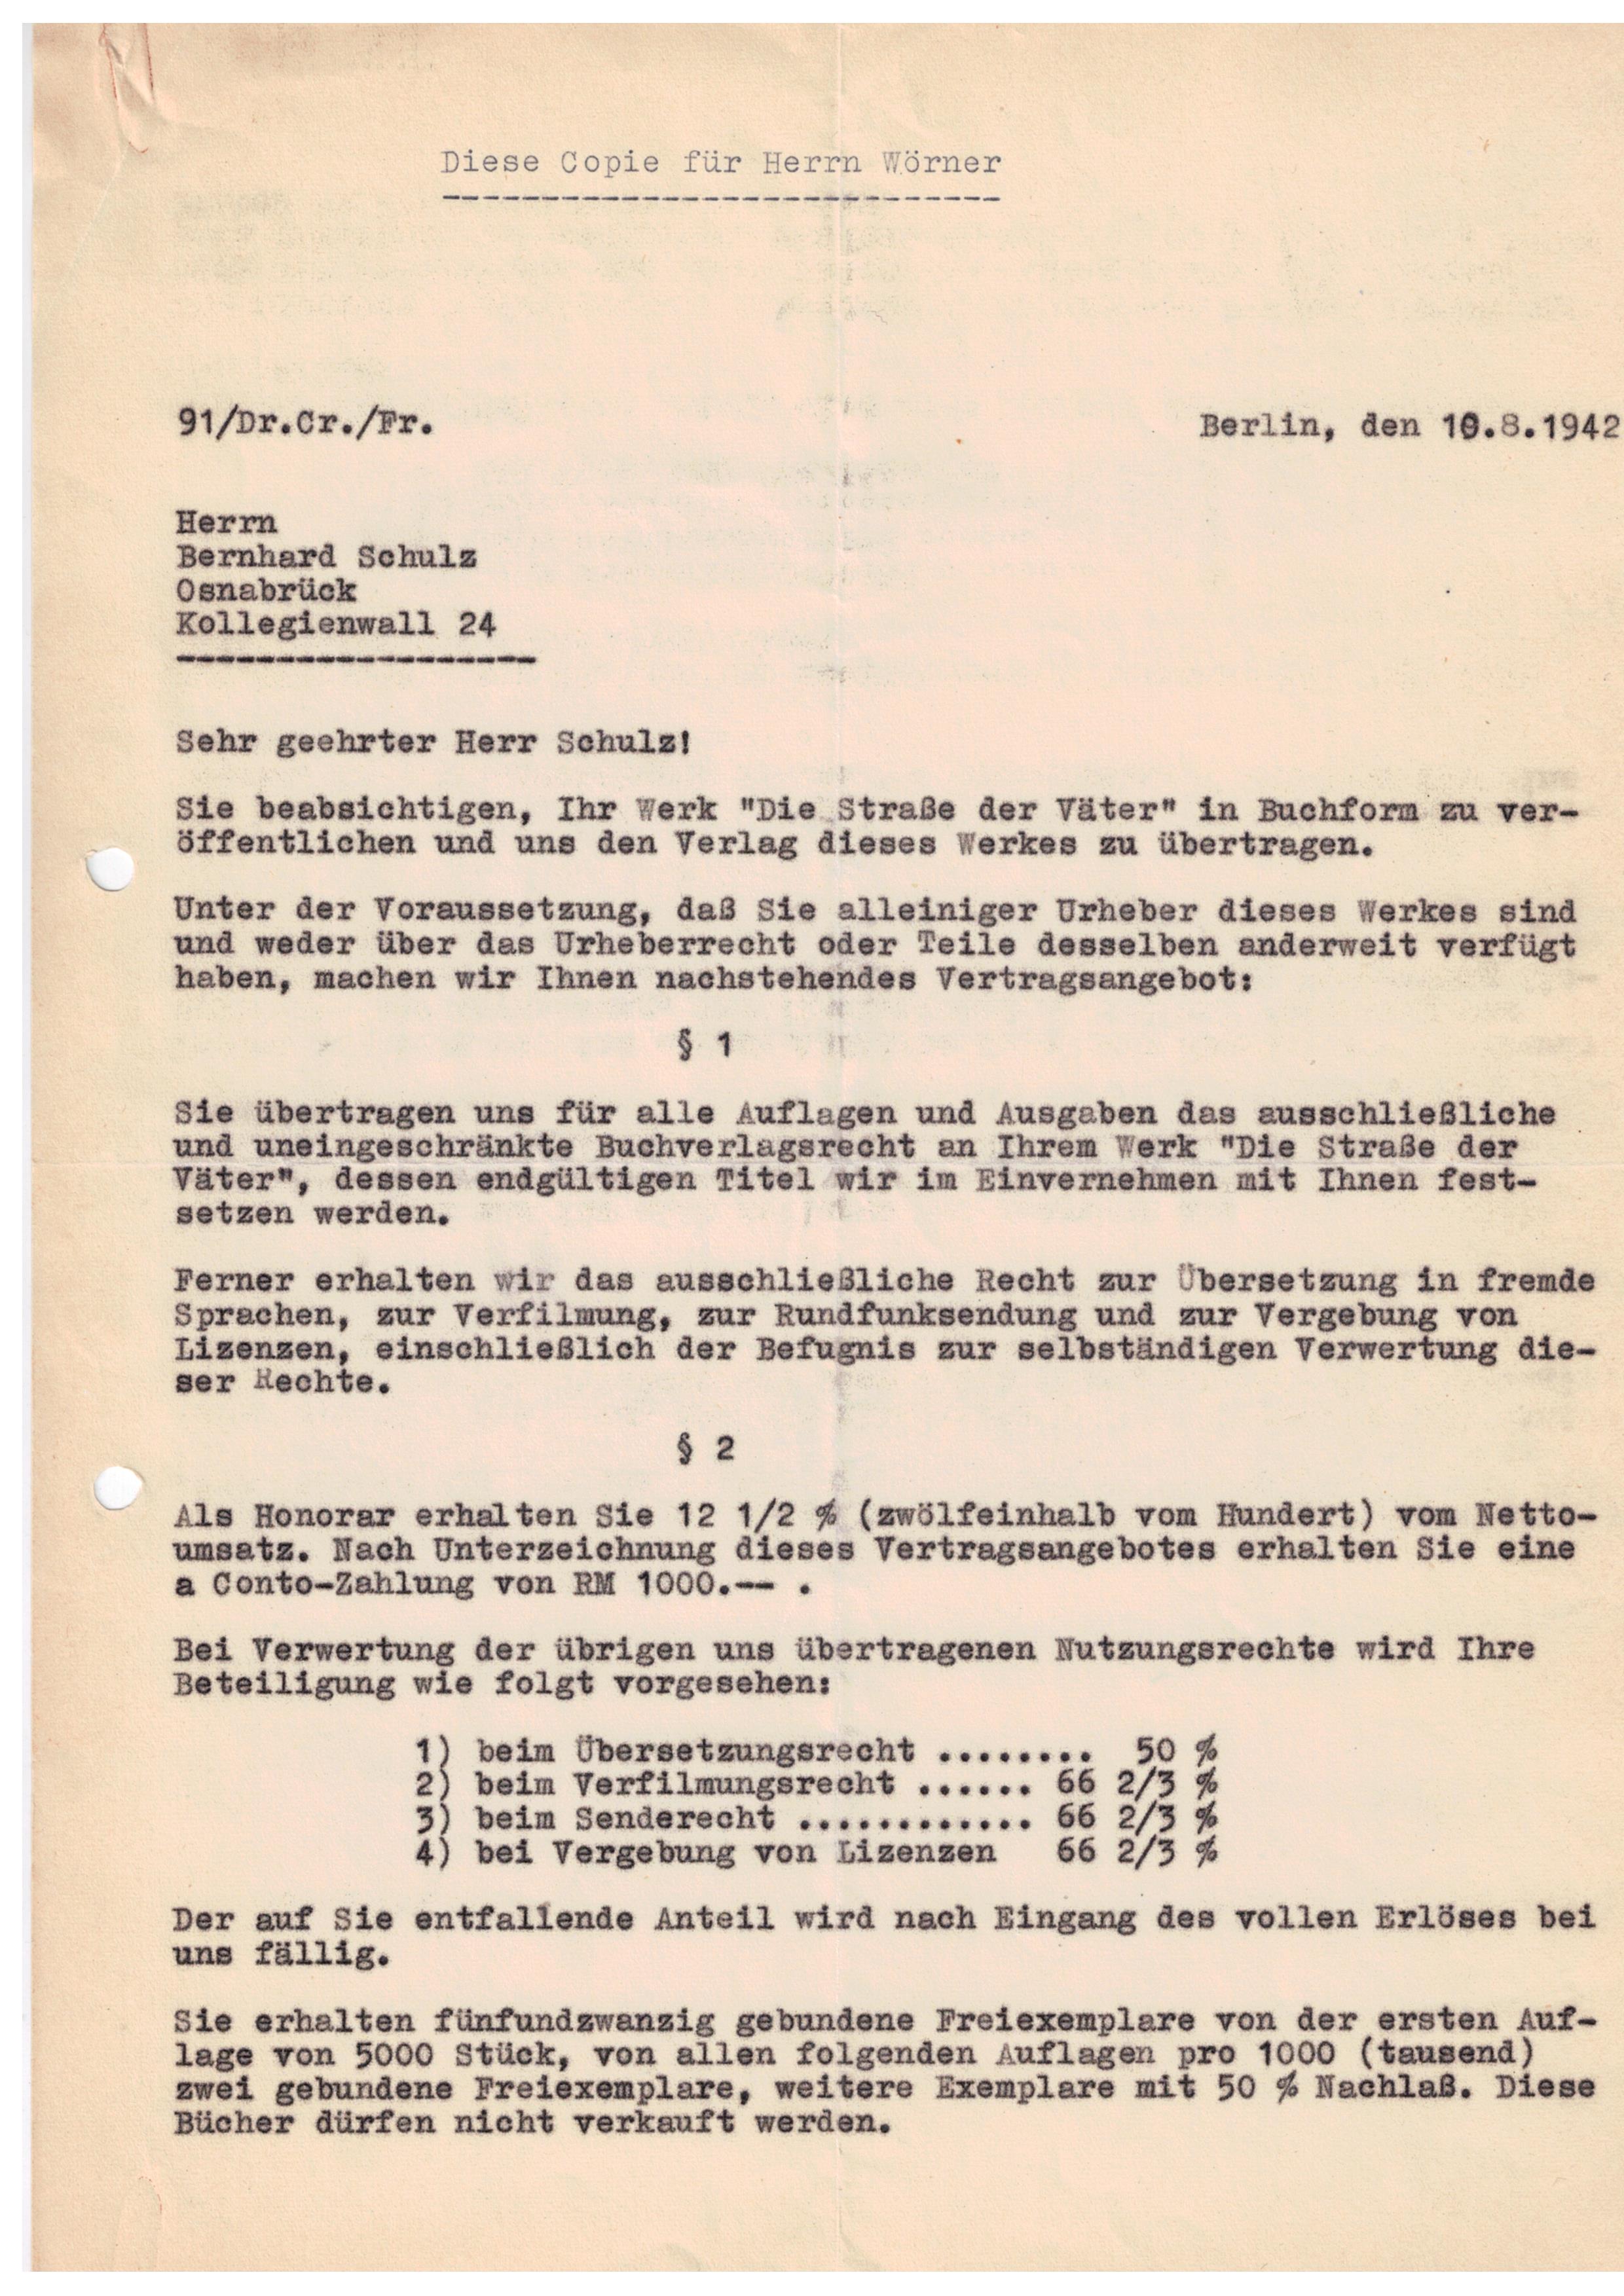 Diese Copie für Herrn Wörner
91/Dr.Cr./Fr.
Berlin, den 10.8.1942
Herrn
Bernhard Schulz
Osnabrück
Kollegienwall 24
Sehr geehrter Herr Schulz!
Sie beabsichtigen, Ihr Werk "Die Straße der Väter" in Buchform zu ver-
öffentlichen und uns den Verlag dieses Werkes zu übertragen.
Unter der Voraussetzung, daß Sie alleiniger Urheber dieses Werkes sind
und weder über das Urheberrecht oder Teile desselben anderweit verfügt
haben, machen wir Ihnen nachstehendes Vertragsangebot:
§ 1
Sie übertragen uns für alle Auflagen und Ausgaben das ausschließliche
und uneingeschränkte Buchverlagsrecht an Ihrem Werk "Die Straße der
Väter", dessen endgültigen Titel wir im Einvernehmen mit Ihnen fest-
setzen werden.
Ferner erhalten wir das ausschließliche Recht zur Übersetzung in fremde
Sprachen, zur Verfilmung, zur Rundfunksendung und zur Vergebung von
Lizenzen, einschließlich der Befugnis zur selbständigen Verwertung die-
ser Rechte.
§ 2
Als Honorar erhalten Sie 12 1/2 % (zwölfeinhalb vom Hundert) vom Netto-
umsatz. Nach Unterzeichnung dieses Vertragsangebotes erhalten Sie eine
a Conto-Zahlung von RM 1000.-- .
Bei Verwertung der übrigen uns übertragenen Nutzungsrechte wird Ihre
Beteiligung wie folgt vorgesehen:
1) beim Übersetzungsrecht ........ 50 %
2) beim Verfilmungsrecht ...... 66 2/3 %
3) beim Senderecht ............ 66 2/3 %
4) bei Vergebung von Lizenzen 66 2/3 %
Der auf Sie entfallende Anteil wird nach Eingang des vollen Erlöses bei
uns fällig.
Sie erhalten fünfundzwanzig gebundene Freiexemplare von der ersten Auf-
lage von 5000 Stück, von allen folgenden Auflagen pro 1000 (tausend)
zwei gebundene Freiexemplare, weitere Exemplare mit 50 % Nachlaß. Diese
Bücher dürfen nicht verkauft werden.